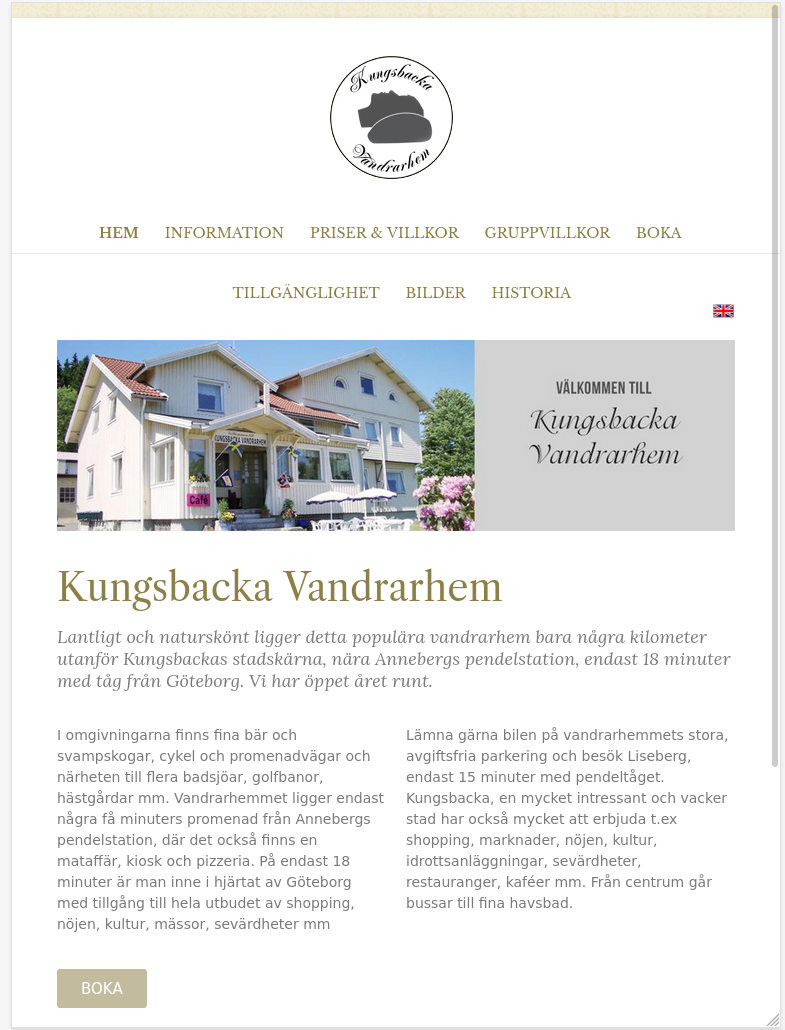 Kungsbacka
Vandrarhem
HEM INFORMATION PRISER & VILLKOR GRUPPVILLKOR BOKA
TILLGÄNGLIGHET BILDER HISTORIA
KUNGSBACKA VANDRARHEM
Café
VÄLKOMMEN TILL
Kungsbacka
Vandrarhem
Kungsbacka Vandrarhem
Lantligt och naturskönt ligger detta populära vandrarhem bara några kilometer
utanför Kungsbackas stadskärna, nära Annebergs pendelstation, endast 18 minuter
med tåg från Göteborg. Vi har öppet året runt.
I omgivningarna finns fina bär och
svampskogar, cykel och promenadvägar och
närheten till flera badsjöar, golfbanor,
hästgårdar mm. Vandrarhemmet ligger endast
några få minuters promenad från Annebergs
pendelstation, där det också finns en
mataffär, kiosk och pizzeria. På endast 18
minuter är man inne i hjärtat av Göteborg
med tillgång till hela utbudet av shopping,
nöjen, kultur, mässor, sevärdheter mm
Lämna gärna bilen på vandrarhemmets stora,
avgiftsfria parkering och besök Liseberg,
endast 15 minuter med pendeltåget.
Kungsbacka, en mycket intressant och vacker
stad har också mycket att erbjuda t.ex
shopping, marknader, nöjen, kultur,
idrottsanläggningar, sevärdheter,
restauranger, kaféer mm. Från centrum går
bussar till fina havsbad.
BOKA